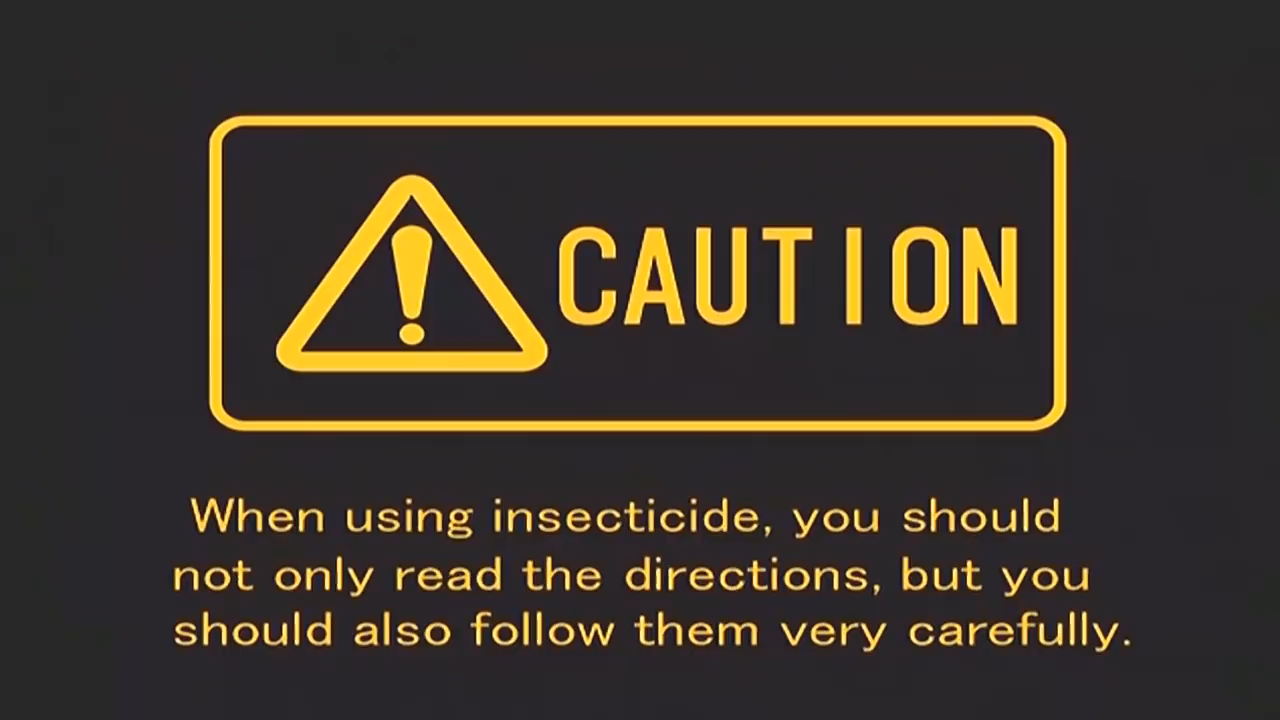 CAUTION
When using insecticide, you should
not only read the directions, but you
should also follow them very carefully.